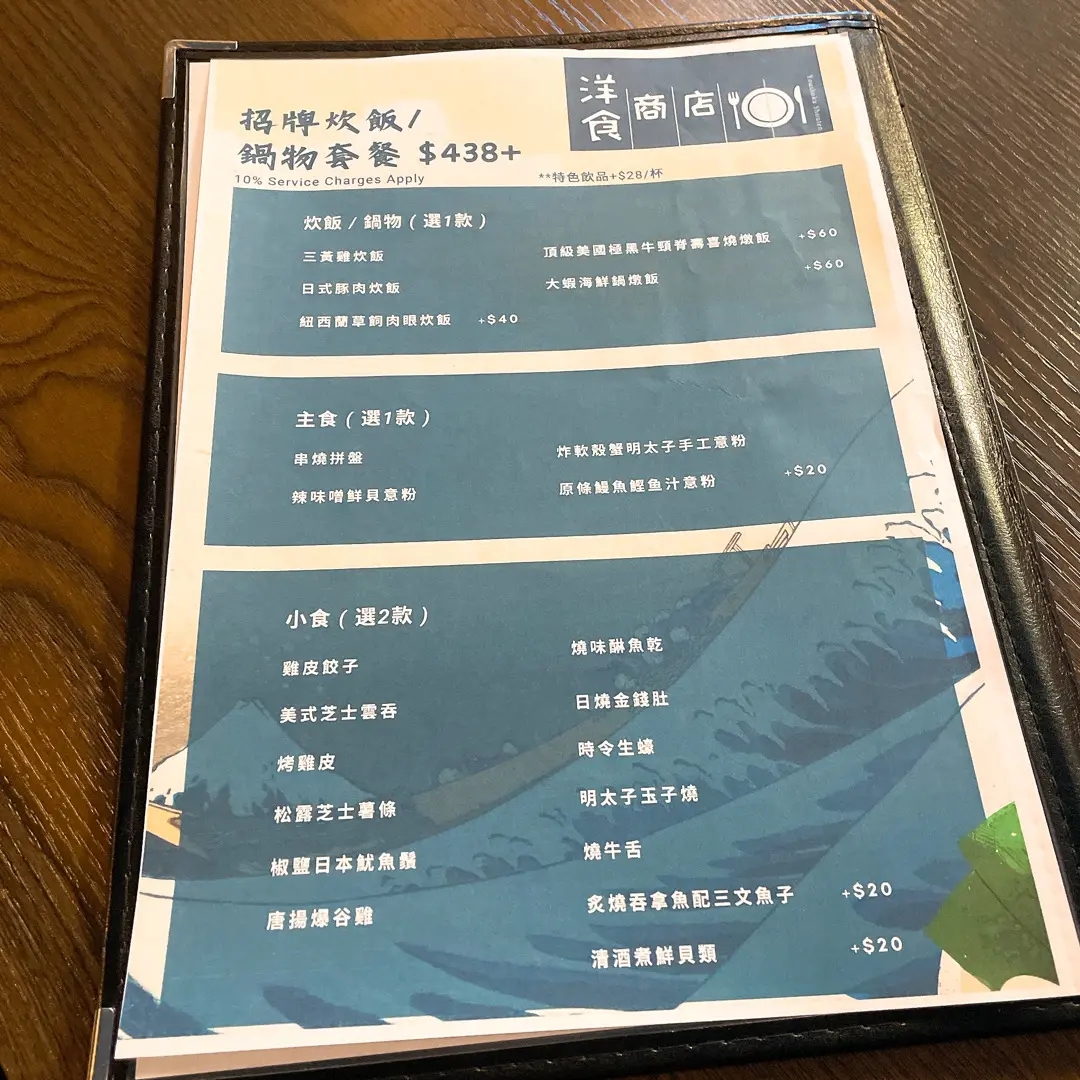 洋食商店
招牌炊飯/
鍋物套餐 $438+
10% Service Charges Apply
**特色飲品+$28/杯
炊飯 / 鍋物 ( 選1款 )
三黃雞炊飯
日式豚肉炊飯
紐西蘭草飼肉眼炊飯 +$40
頂級美國極黑牛頸脊壽喜燒燉飯 +$60
大蝦海鮮鍋燉飯 +$60
主食 ( 選1款 )
串燒拼盤
辣味噌鮮貝意粉
炸軟殼蟹明太子手工意粉
原條鰻魚鰹鱼汁意粉 +$20
小食 ( 選2款 )
雞皮餃子
美式芝士雲吞
烤雞皮
松露芝士薯條
椒鹽日本魷魚鬚
唐揚爆谷雞
燒味醂魚乾
日燒金錢肚
時令生蠔
明太子玉子燒
燒牛舌
炙燒吞拿魚配三文魚子 +$20
清酒煮鮮貝類 +$20